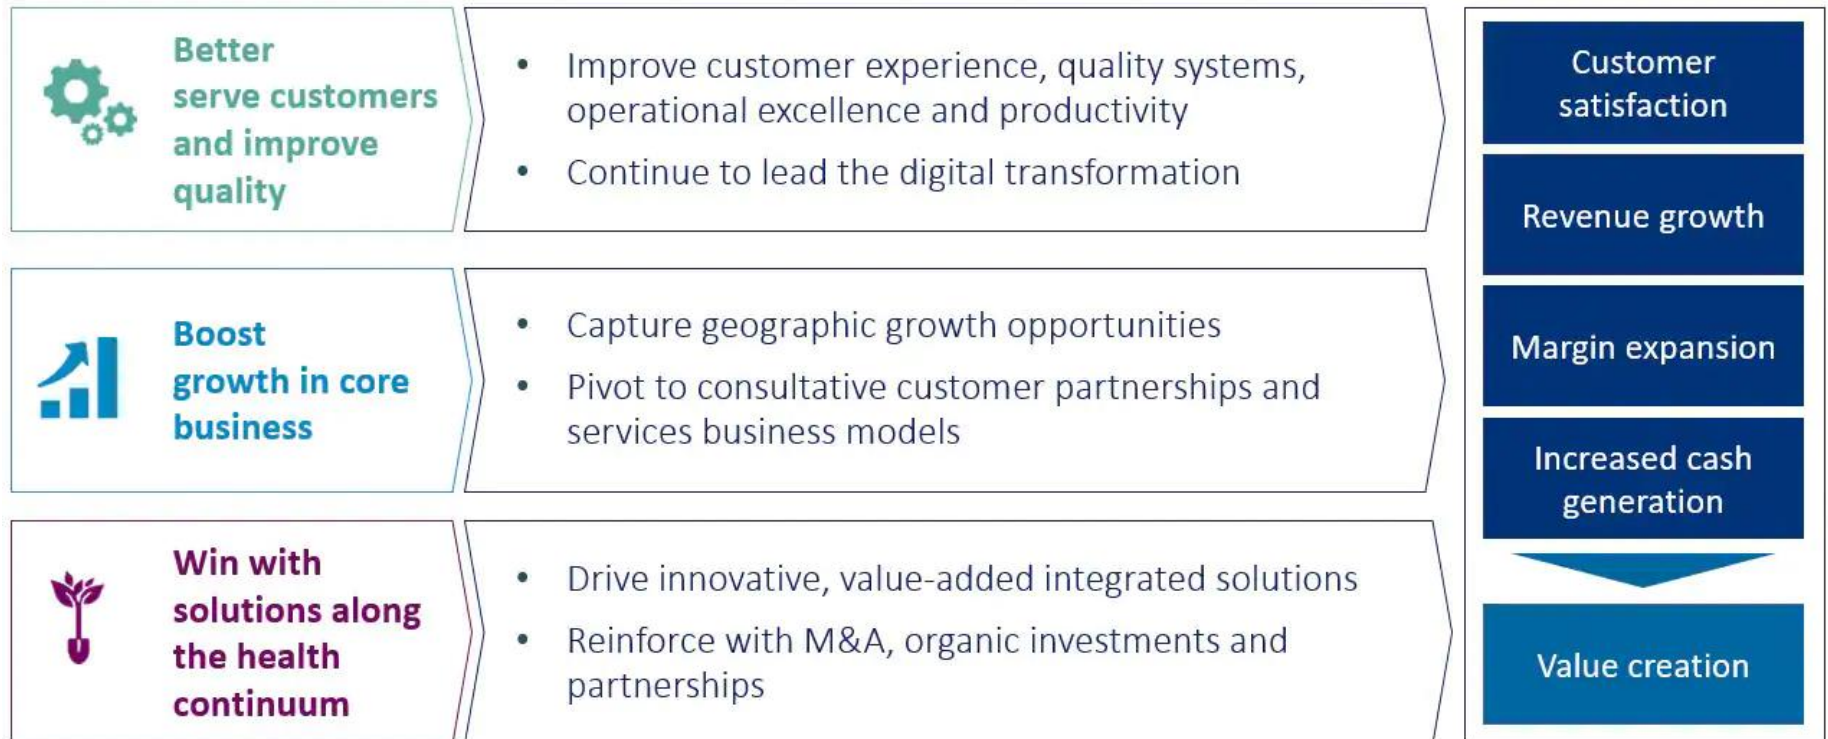 Better
serve customers
and improve
quality
• Improve customer experience, quality systems,
operational excellence and productivity
• Continue to lead the digital transformation
Boost
growth in core
business
• Capture geographic growth opportunities
• Pivot to consultative customer partnerships and
services business models
Win with
solutions along
the health
continuum
• Drive innovative, value-added integrated solutions
• Reinforce with M&A, organic investments and
partnerships
Customer
satisfaction
Revenue growth
Margin expansion
Increased cash
generation
Value creation